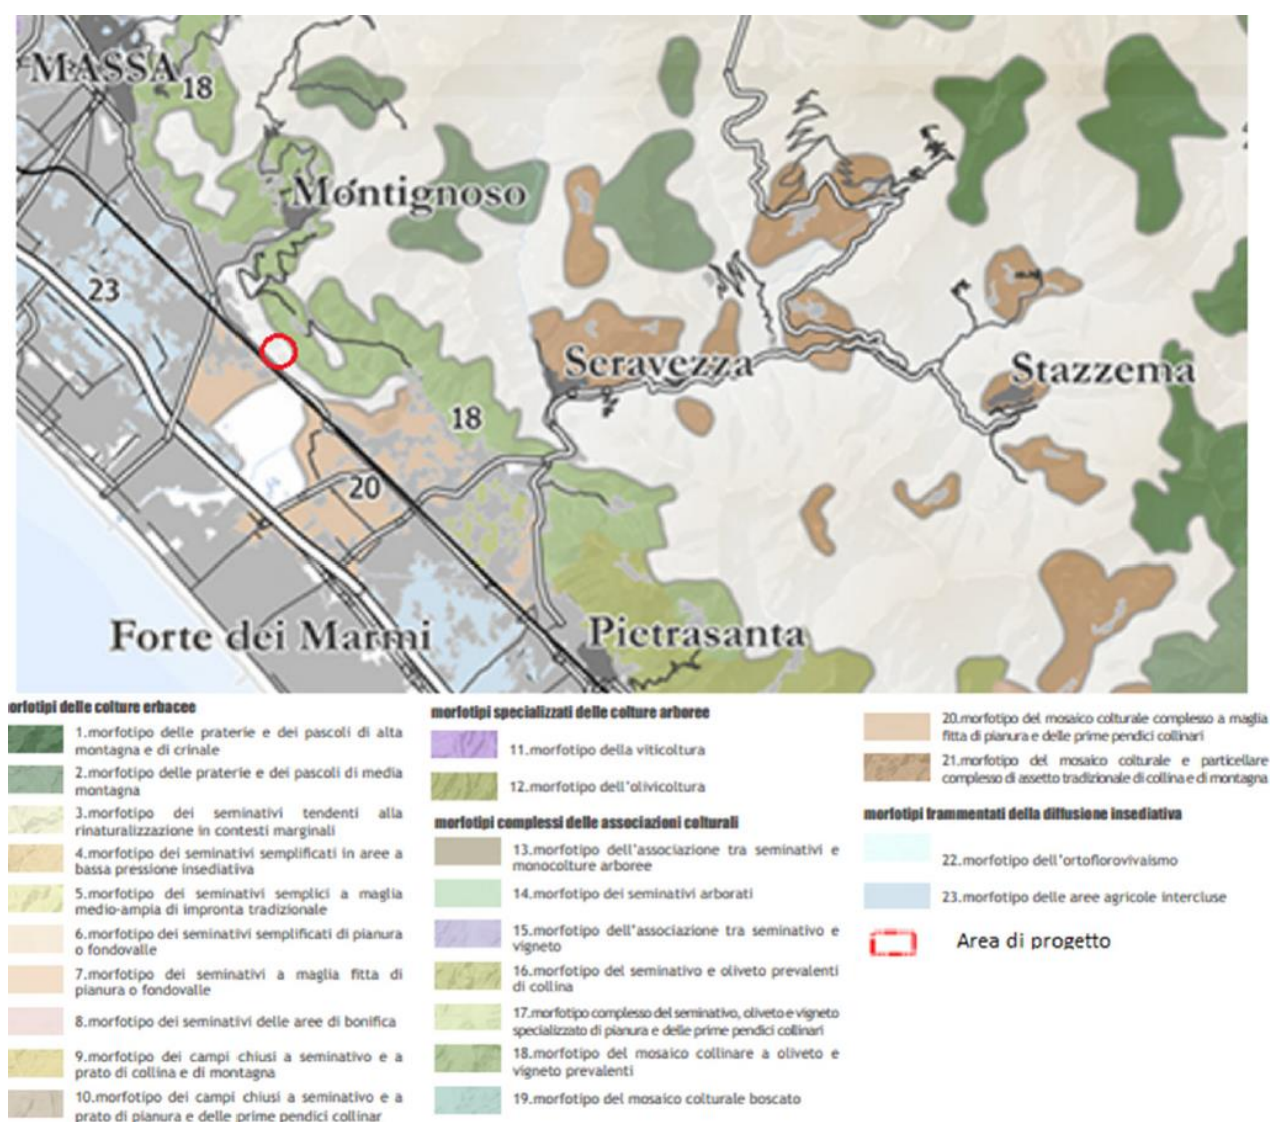 MASSA
18
Montignoso
23
Seravezza
Stazzema
18
20
Forte dei Marmi
Pietrasanta
orfotipi delle colture erbacee
1.morfotipo delle praterie e dei pascoli di alta
montagna e di crinale
2.morfotipo delle praterie e dei pascoli di media
montagna
3.morfotipo dei seminativi tendenti alla
rinaturalizzazione in contesti marginali
4.morfotipo dei seminativi semplificati in aree a
bassa pressione insediativa
5.morfotipo dei seminativi semplici a maglia
medio-ampia di impronta tradizionale
6.morfotipo dei seminativi semplificati di pianura
o fondovalle
7.morfotipo dei seminativi a maglia fitta di
pianura o fondovalle
8.morfotipo dei seminativi delle aree di bonifica
9.morfotipo dei campi chiusi a seminativo e a
prato di collina e di montagna
10.morfotipo dei campi chiusi a seminativo e a
prato di pianura e delle prime pendici collinar
morfotipi specializzati delle colture arboree
11.morfotipo della viticoltura
12.morfotipo dell'olivicoltura
morfotipi complessi delle associazioni colturali
13.morfotipo dell'associazione tra seminativi e
monocolture arboree
14.morfotipo dei seminativi arborati
15.morfotipo dell'associazione tra seminativo e
vigneto
16.morfotipo del seminativo e oliveto prevalenti
di collina
17.morfotipo complesso del seminativo, oliveto e vigneto
specializzato di pianura e delle prime pendici collinari
18.morfotipo del mosaico collinare a oliveto e
vigneto prevalenti
19.morfotipo del mosaico colturale boscato
20.morfotipo del mosaico colturale complesso a maglia
fitta di pianura e delle prime pendici collinari
21.morfotipo del mosaico colturale e particellare
complesso di assetto tradizionale di collina e di montagna
morfotipi frammentati della diffusione insediativa
22.morfotipo dell'ortoflorovivaismo
23.morfotipo delle aree agricole intercluse
Area di progetto